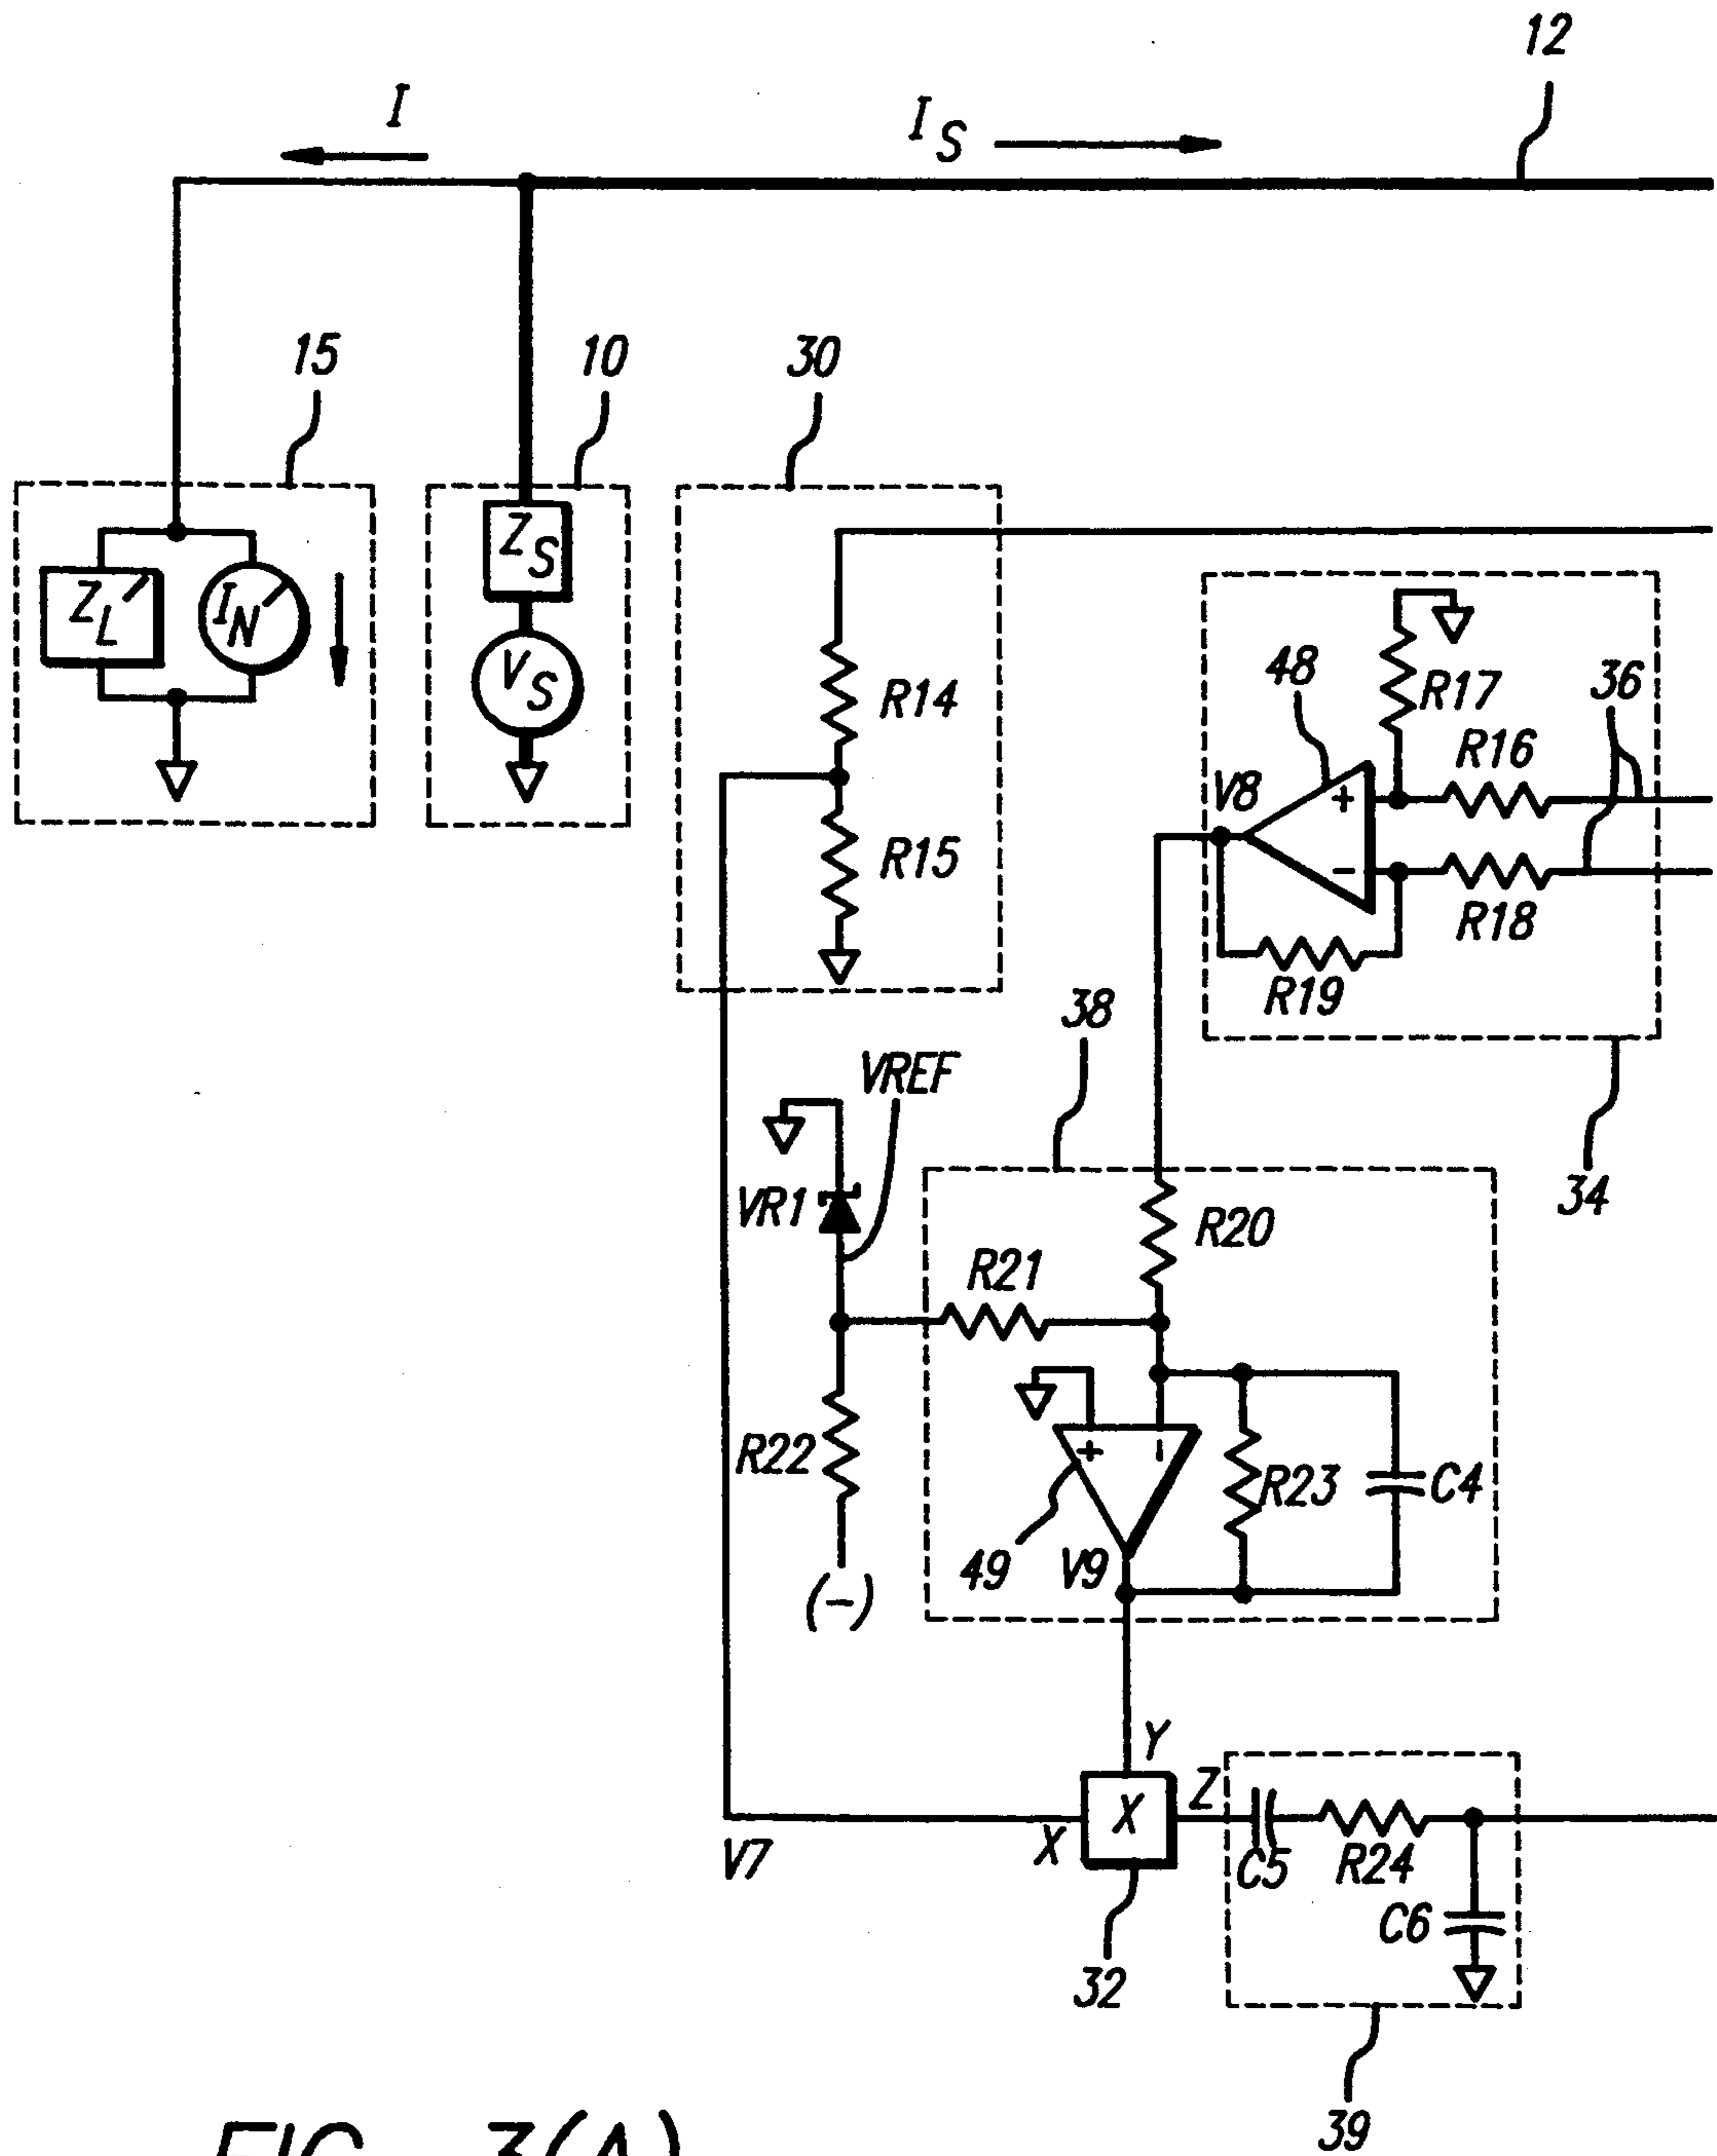 12
I
I S
15
10
30
Z S
Z L'
I N'
V S
48
R17
36
R14
R16
V8
+
-
R15
R18
R19
38
VREF
34
VR1
R20
R21
+
-
R22
R23
C4
49
V9
(-)
Y
X
Z
X
V7
C5
R24
C6
32
39
FIG. 3(A)